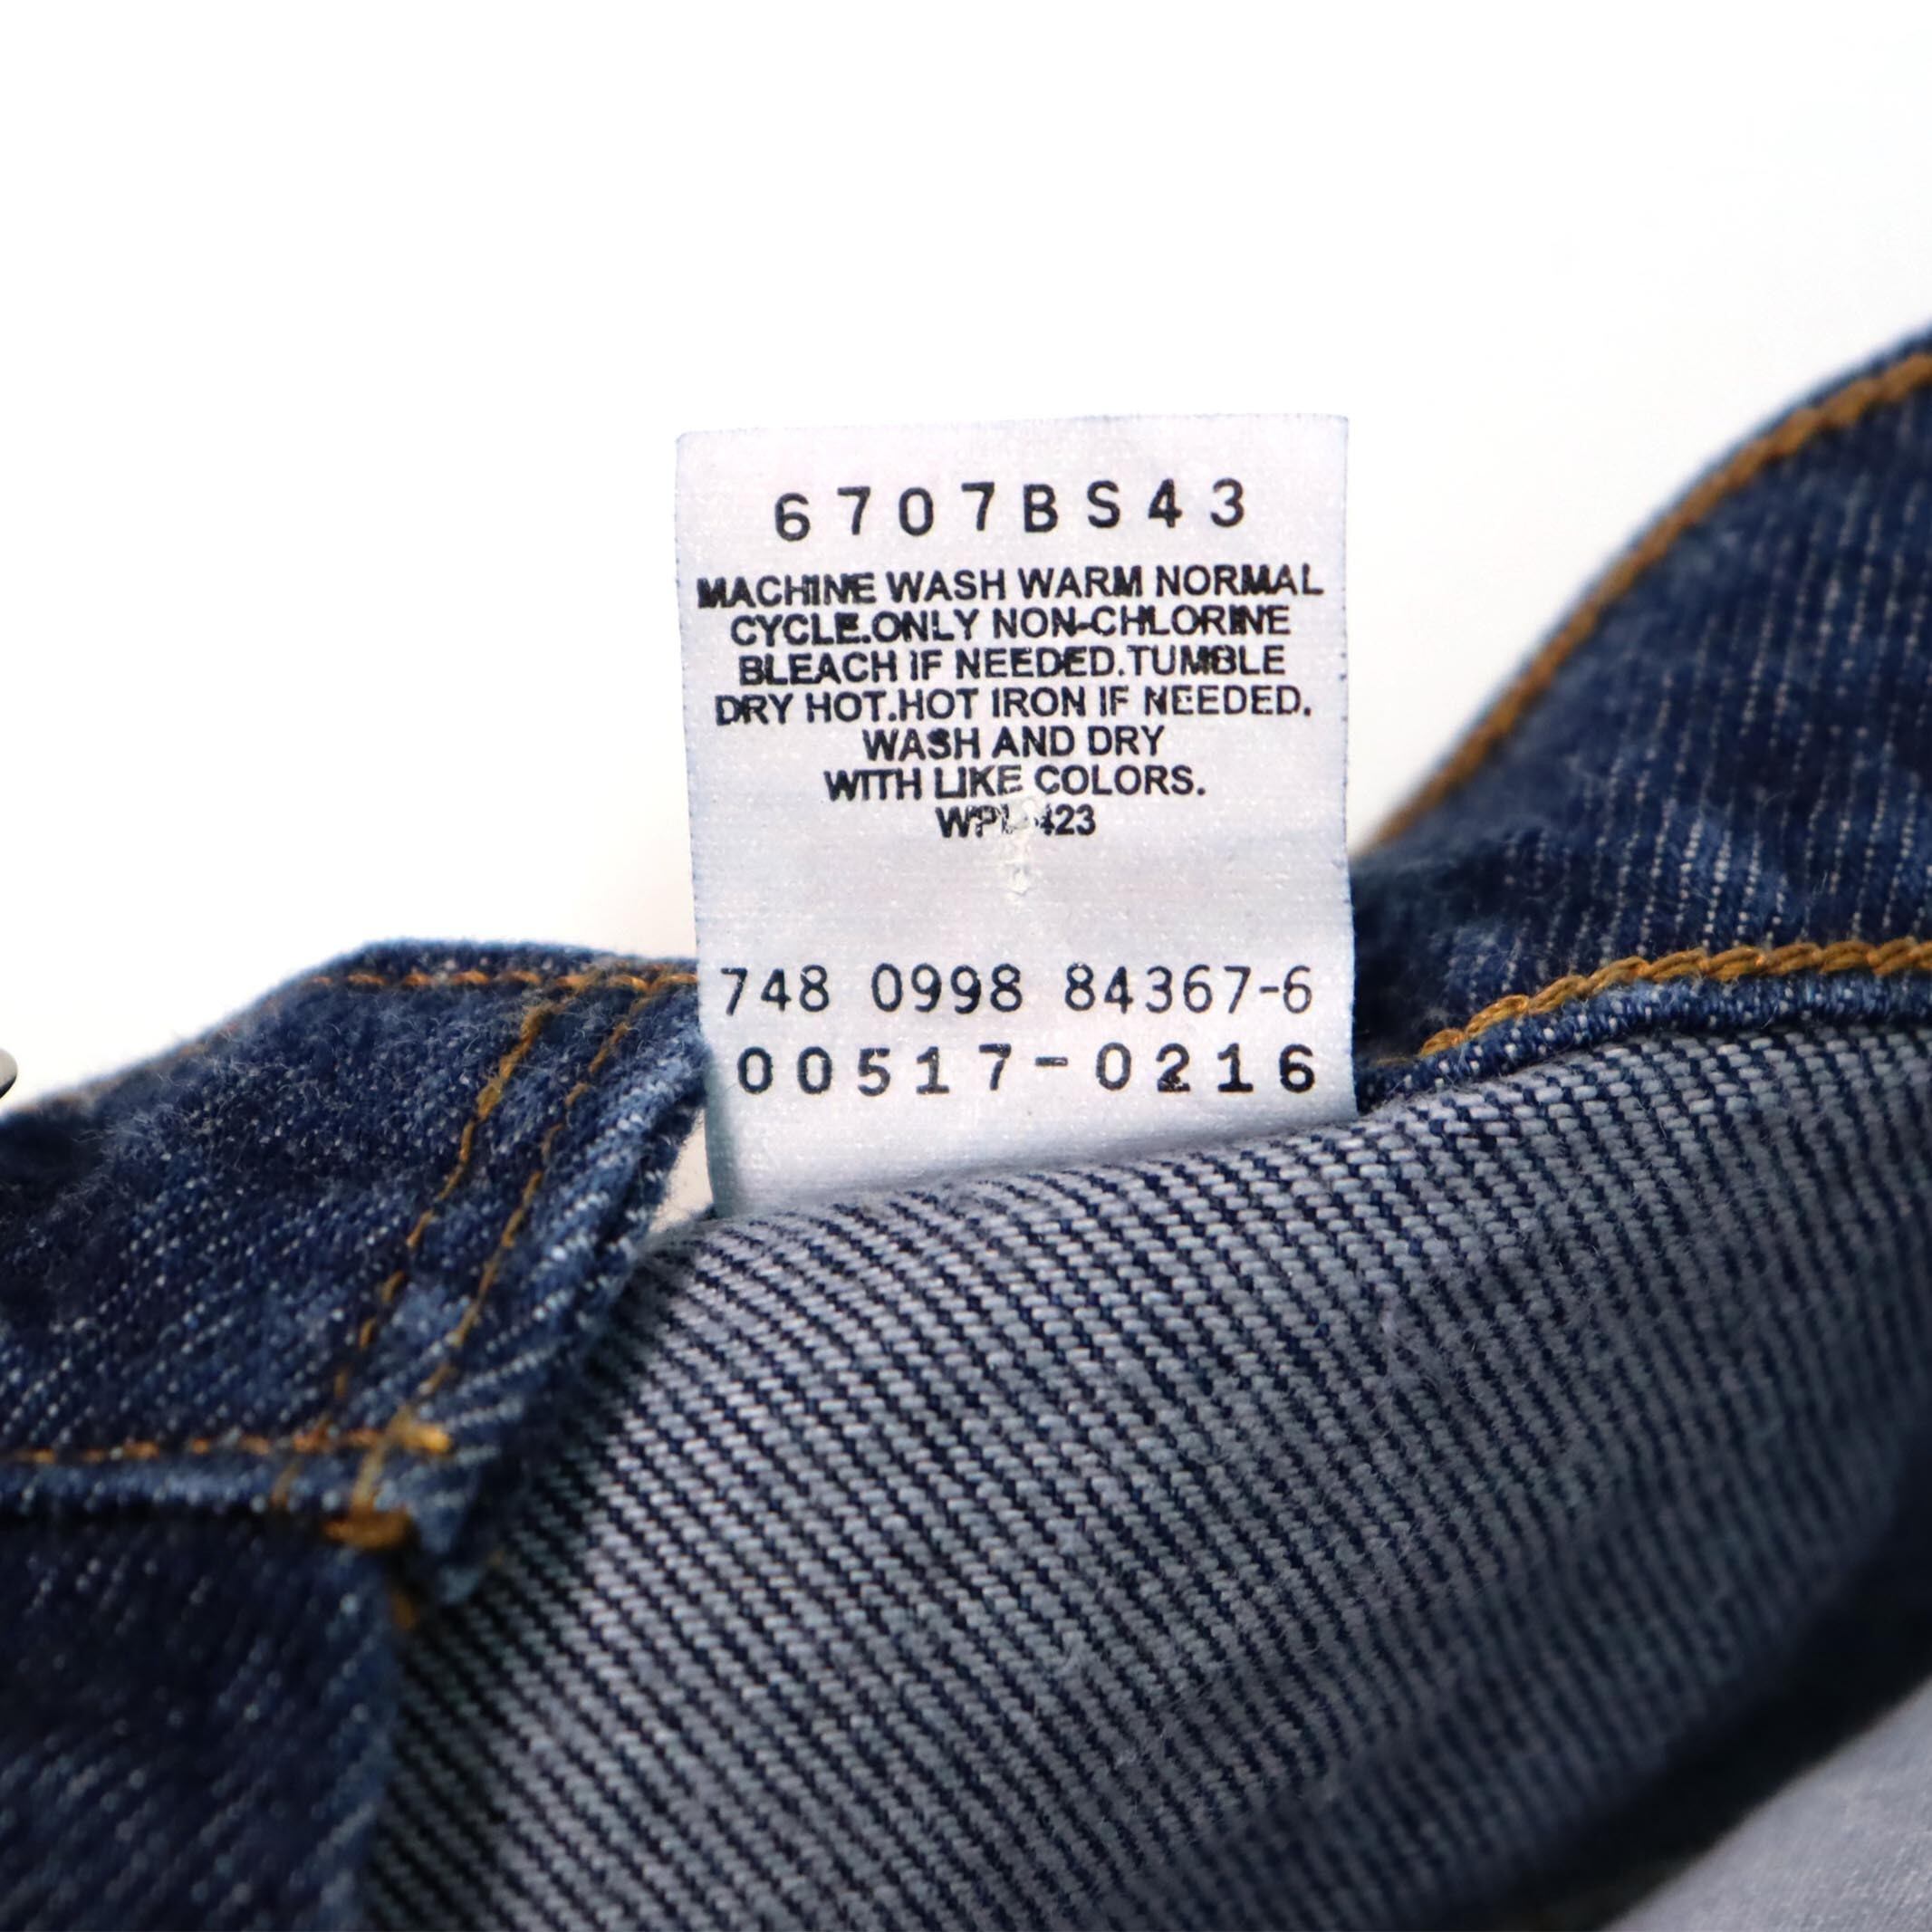 6707BS43
MACHINE WASH WARM NORMAL
CYCLE.ONLY NON-CHLORINE
BLEACH IF NEEDED.TUMBLE
DRY HOT.HOT IRON IF NEEDED.
WASH AND DRY
WITH LIKE COLORS.
748 0998 84367-6
00517-0216